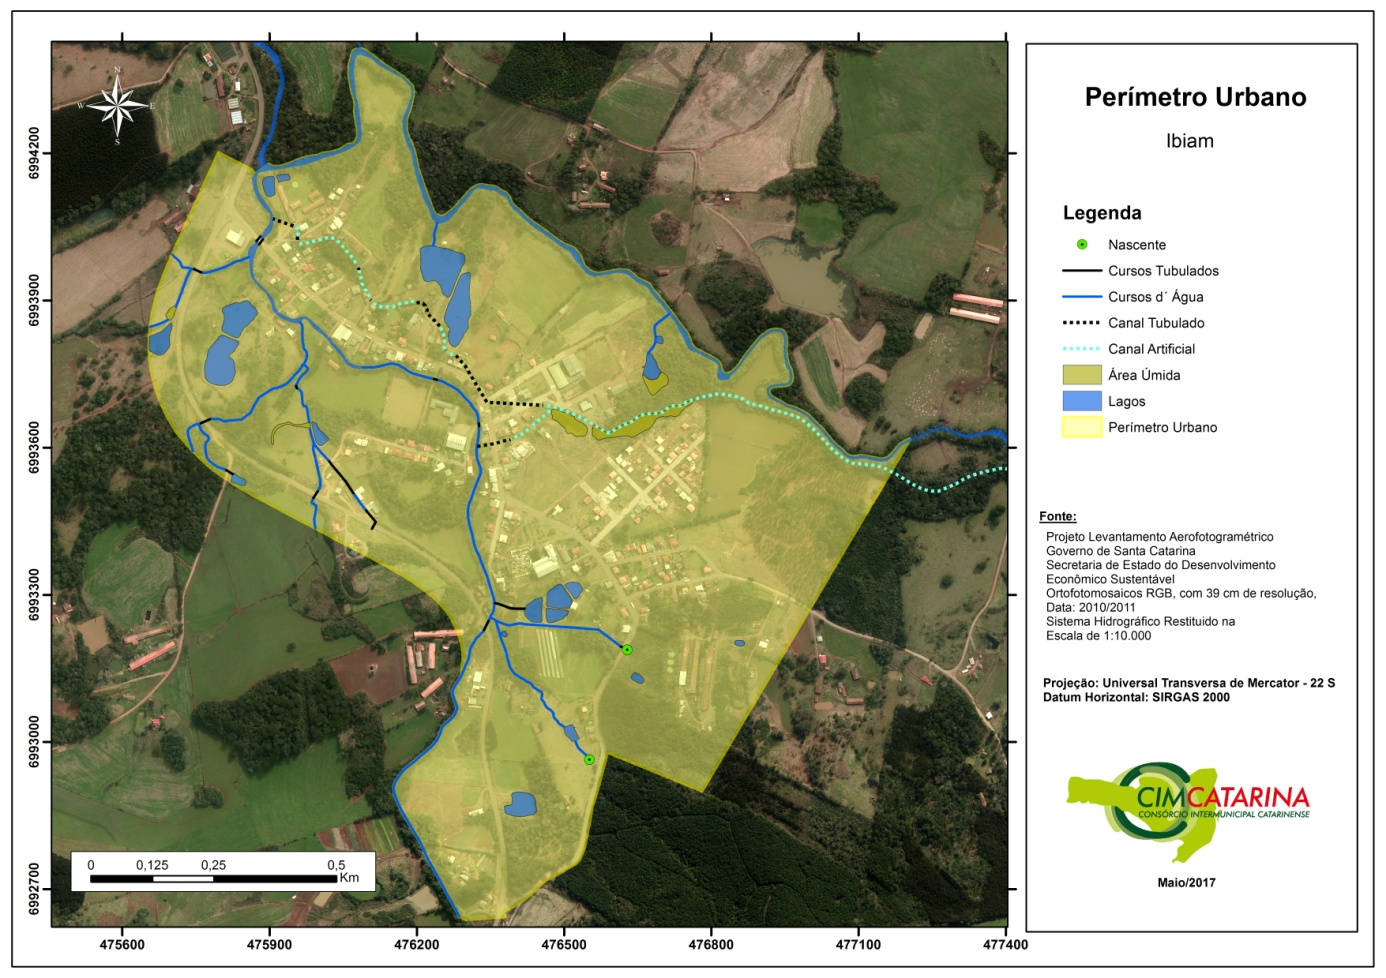 Perímetro Urbano
Ibiam
Legenda
Nascente
Cursos Tubulados
Cursos d´ Água
Canal Tubulado
Canal Artificial
Área Úmida
Lagos
Perímetro Urbano
Fonte:
Projeto Levantamento Aerofotogramétrico
Governo de Santa Catarina
Secretaria de Estado do Desenvolvimento
Econômico Sustentável
Ortofotomosaicos RGB, com 39 cm de resolução,
Data: 2010/2011
Sistema Hidrográfico Restituido na
Escala de 1:10.000
Projeção: Universal Transversa de Mercator - 22 S
Datum Horizontal: SIRGAS 2000
CIMCATARINA
CONSÓRCIO INTERMUNICIPAL CATARINENSE
Maio/2017
N
W E
S
6994200
6993900
6993600
6993300
6993000
6992700
0 0,125 0,25 0,5
Km
475600 475900 476200 476500 476800 477100 477400